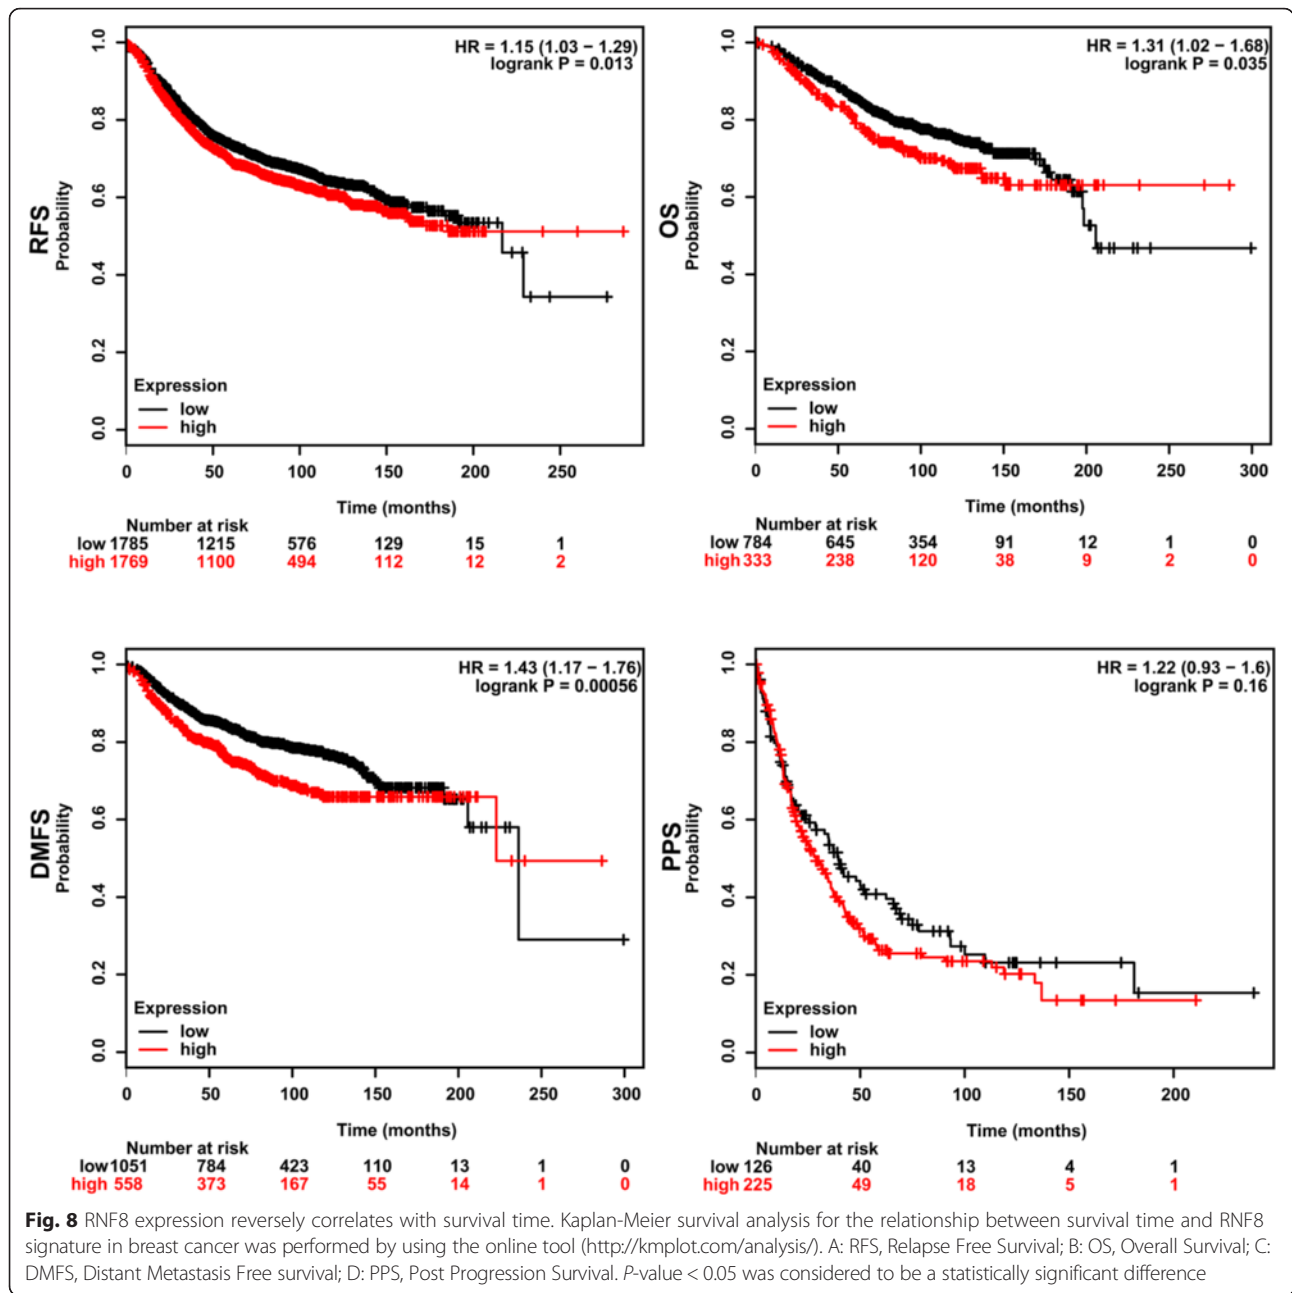 HR = 1.15 (1.03 − 1.29)
logrank P = 0.013
RFS
Probability
1.0
0.8
0.6
0.4
0.2
0.0
Expression
low
high
0 50 100 150 200 250
Time (months)
Number at risk
low 1785 1215 576 129 15 1
high 1769 1100 494 112 12 2
HR = 1.31 (1.02 − 1.68)
logrank P = 0.035
OS
Probability
1.0
0.8
0.6
0.4
0.2
0.0
Expression
low
high
0 50 100 150 200 250 300
Time (months)
Number at risk
low 784 645 354 91 12 1 0
high 333 238 120 38 9 2 0
HR = 1.43 (1.17 − 1.76)
logrank P = 0.00056
DMFS
Probability
1.0
0.8
0.6
0.4
0.2
0.0
Expression
low
high
0 50 100 150 200 250 300
Time (months)
Number at risk
low 1051 784 423 110 13 1 0
high 558 373 167 55 14 1 0
HR = 1.22 (0.93 − 1.6)
logrank P = 0.16
PPS
Probability
1.0
0.8
0.6
0.4
0.2
0.0
Expression
low
high
0 50 100 150 200
Time (months)
Number at risk
low 126 40 13 4 1
high 225 49 18 5 1
Fig. 8 RNF8 expression reversely correlates with survival time. Kaplan-Meier survival analysis for the relationship between survival time and RNF8
signature in breast cancer was performed by using the online tool (http://kmplot.com/analysis/). A: RFS, Relapse Free Survival; B: OS, Overall Survival; C:
DMFS, Distant Metastasis Free survival; D: PPS, Post Progression Survival. P-value < 0.05 was considered to be a statistically significant difference